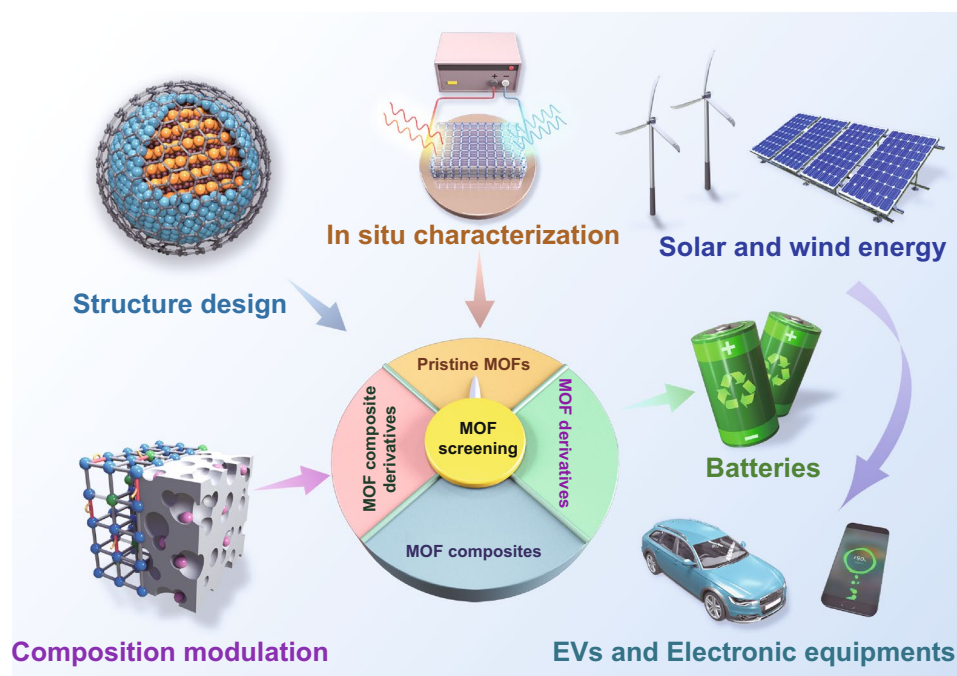 In situ characterization
Solar and wind energy
Structure design
Pristine MOFs
MOF composite
derivatives
MOF
screening
MOF derivatives
MOF composites
Batteries
Composition modulation
EVs and Electronic equipments